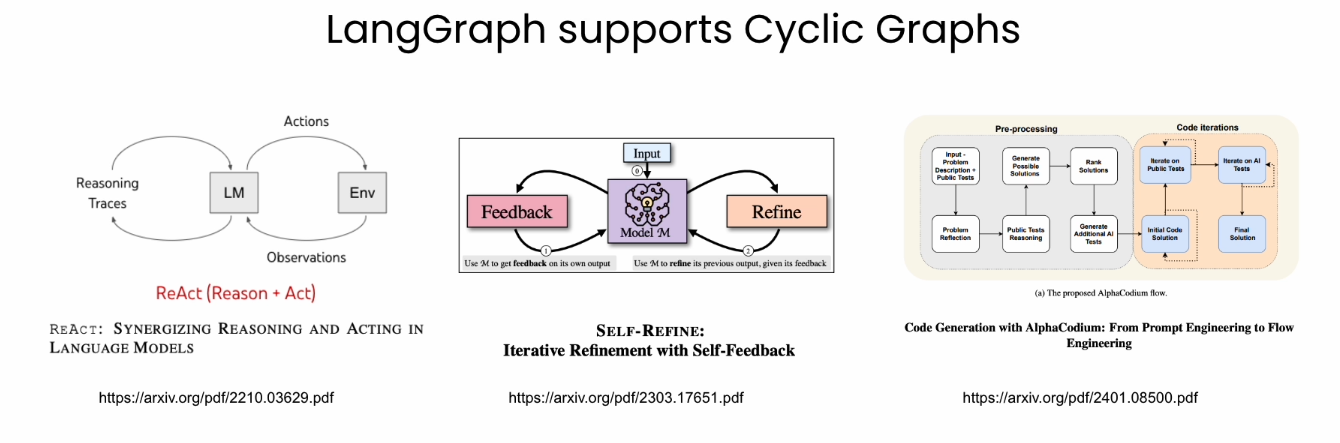 LangGraph supports Cyclic Graphs
Actions
Reasoning
Traces
LM
Env
Observations
ReAct (Reason + Act)
REACT: SYNERGIZING REASONING AND ACTING IN
LANGUAGE MODELS
https://arxiv.org/pdf/2210.03629.pdf
Input
0
Feedback
Model M
Refine
1
2
Use M to get feedback on its own output
Use M to refine its previous output, given its feedback
SELF-REFINE:
Iterative Refinement with Self-Feedback
https://arxiv.org/pdf/2303.17651.pdf
Pre-processing
Code iterations
Input -
Problem
Description +
Public Tests
Generate
Possible
Solutions
Rank
Solutions
Iterate on
Public Tests
Iterate on AI
Tests
Problem
Reflection
Public Tests
Reasoning
Generate
Additional AI
Tests
Initial Code
Solution
Final
Solution
(a) The proposed AlphaCodium flow.
Code Generation with AlphaCodium: From Prompt Engineering to Flow
Engineering
https://arxiv.org/pdf/2401.08500.pdf